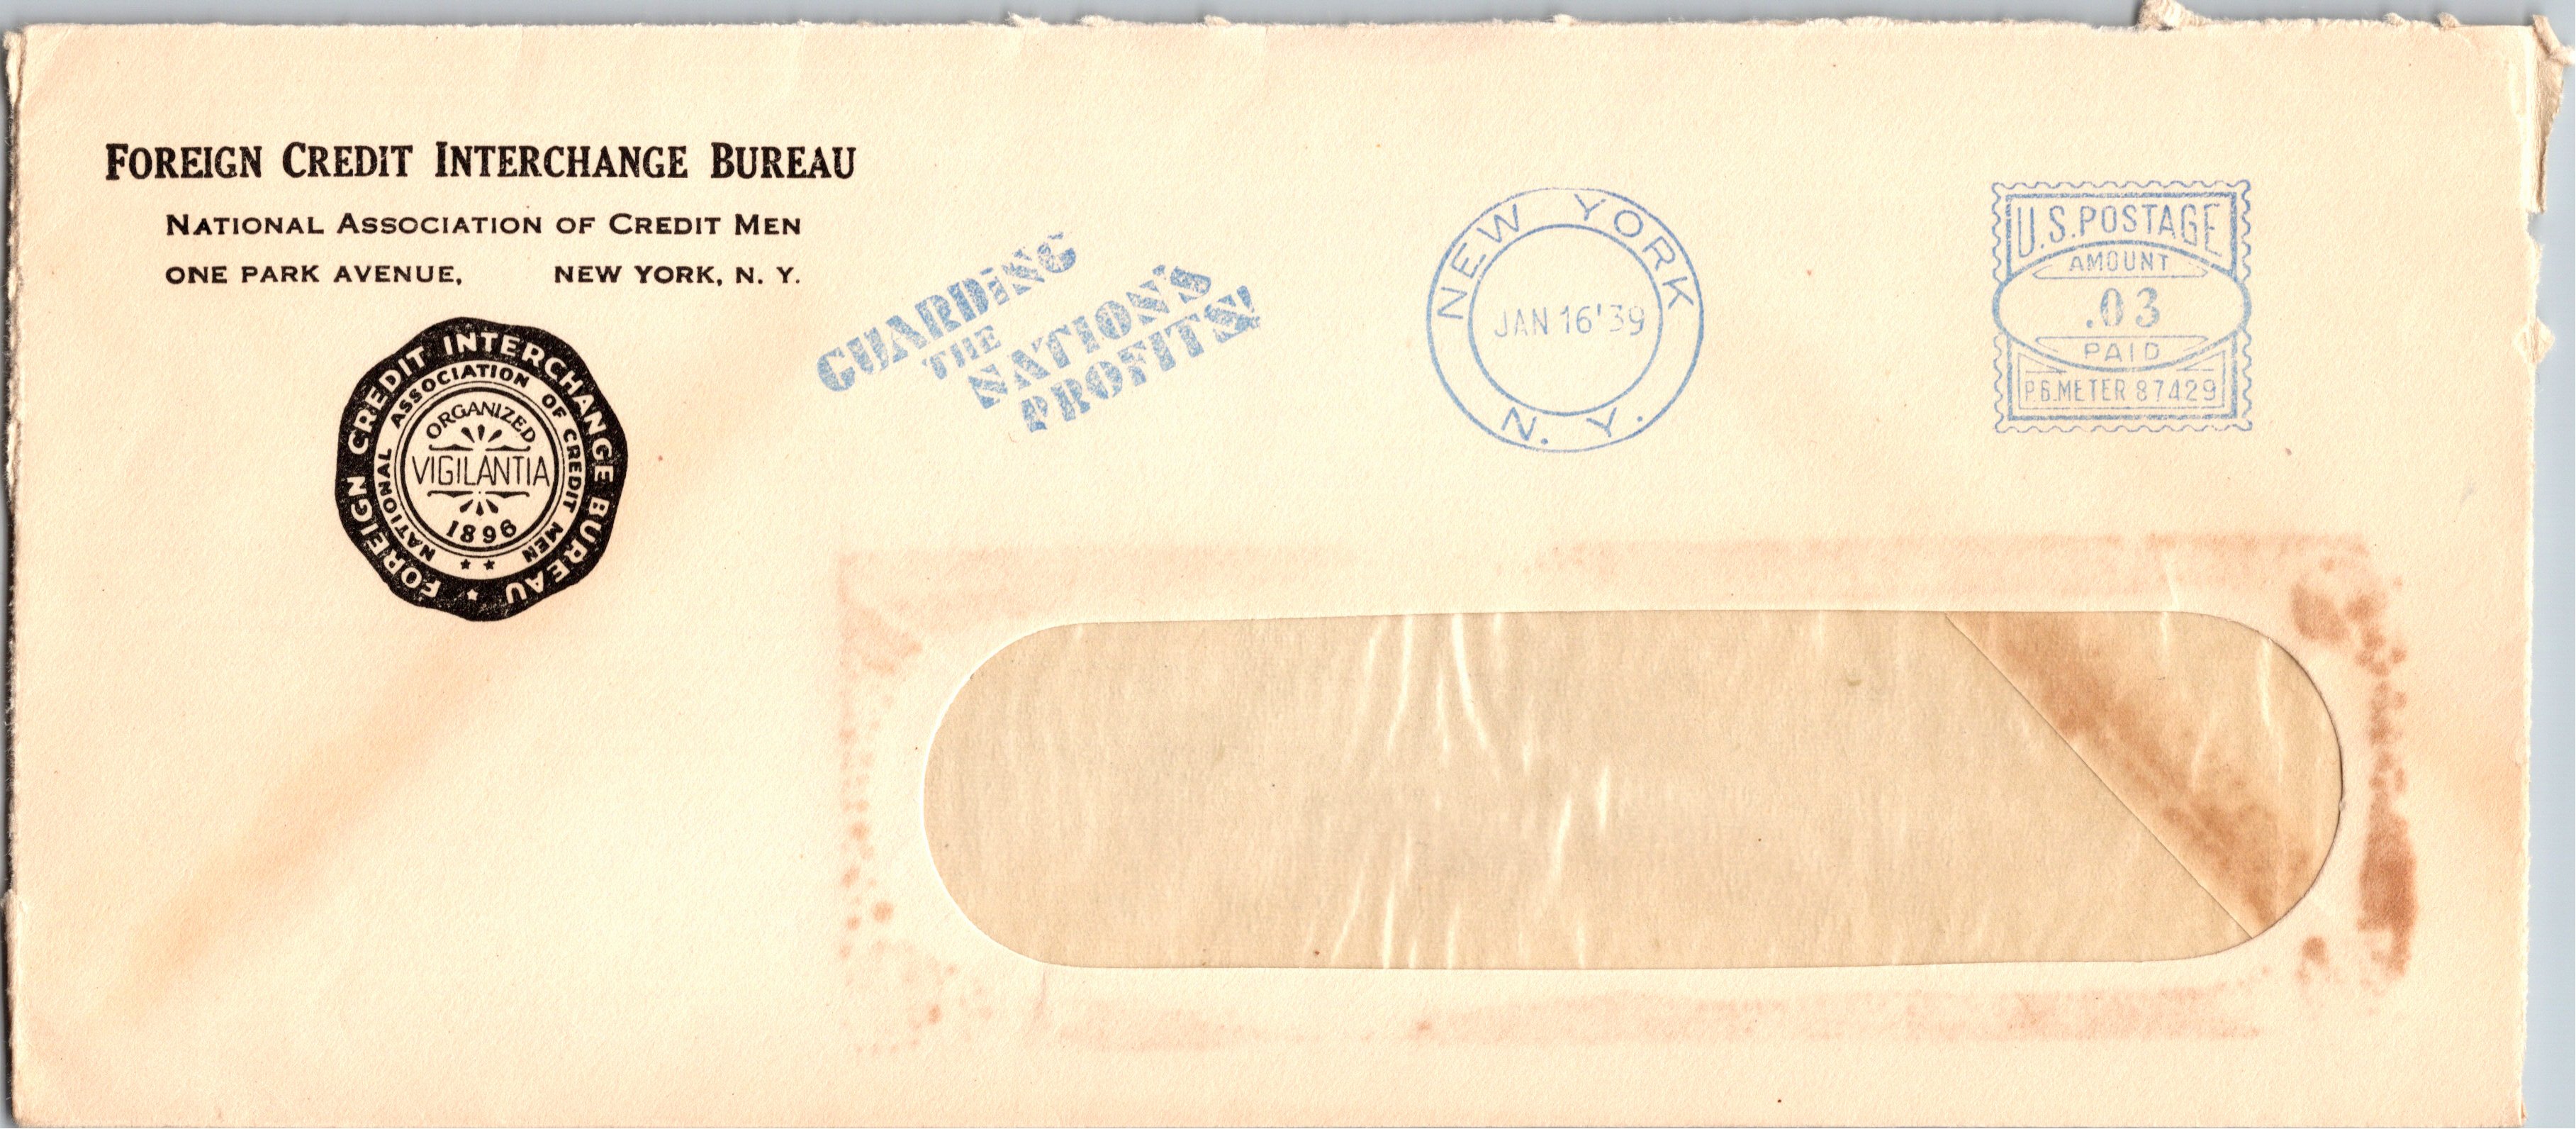 FOREIGN CREDIT INTERCHANGE BUREAU
NATIONAL ASSOCIATION OF CREDIT MEN
ONE PARK AVENUE, NEW YORK, N. Y.
FOREIGN CREDIT INTERCHANGE BUREAU
NATIONAL ASSOCIATION OF CREDIT MEN
ORGANIZED
VIGILANTIA
1896
GUARDING
THE
NATION'S
PROFITS!
NEW YORK
JAN 16'39
N. Y.
U.S. POSTAGE
AMOUNT
.03
PAID
P.B. METER 87429